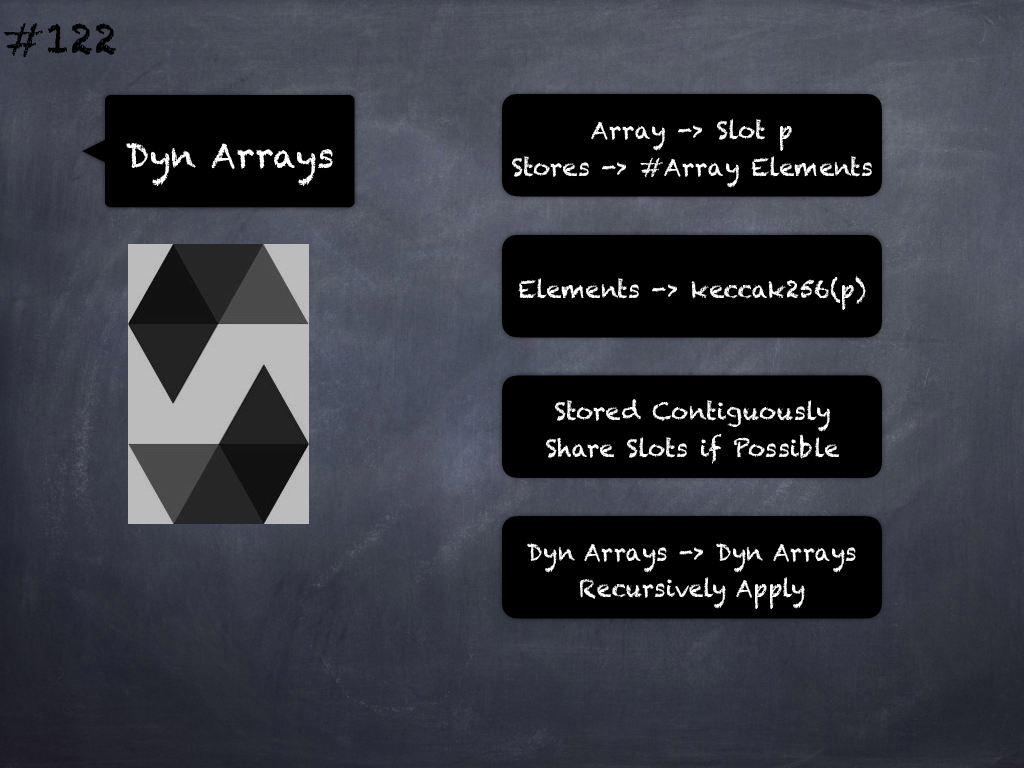 #122
Dyn Arrays
Array -> Slot p
Stores -> #Array Elements
Elements -> keccak256(p)
Stored Contiguously
Share Slots if Possible
Dyn Arrays -> Dyn Arrays
Recursively Apply